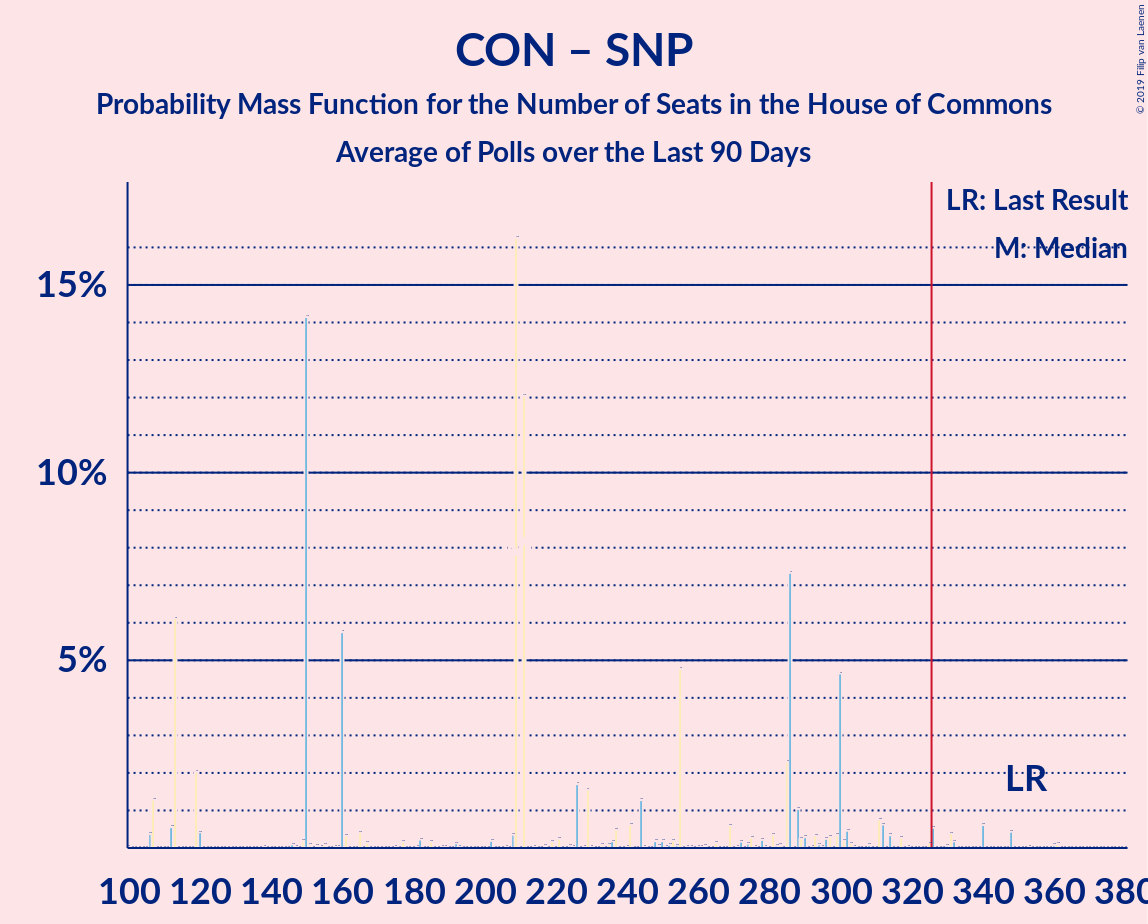 CON – SNP
Probability Mass Function for the Number of Seats in the House of Commons
Average of Polls over the Last 90 Days
© 2019 Filip van Laenen
LR: Last Result
M: Median
15%
10%
5%
LR
100 120 140 160 180 200 220 240 260 280 300 320 340 360 380